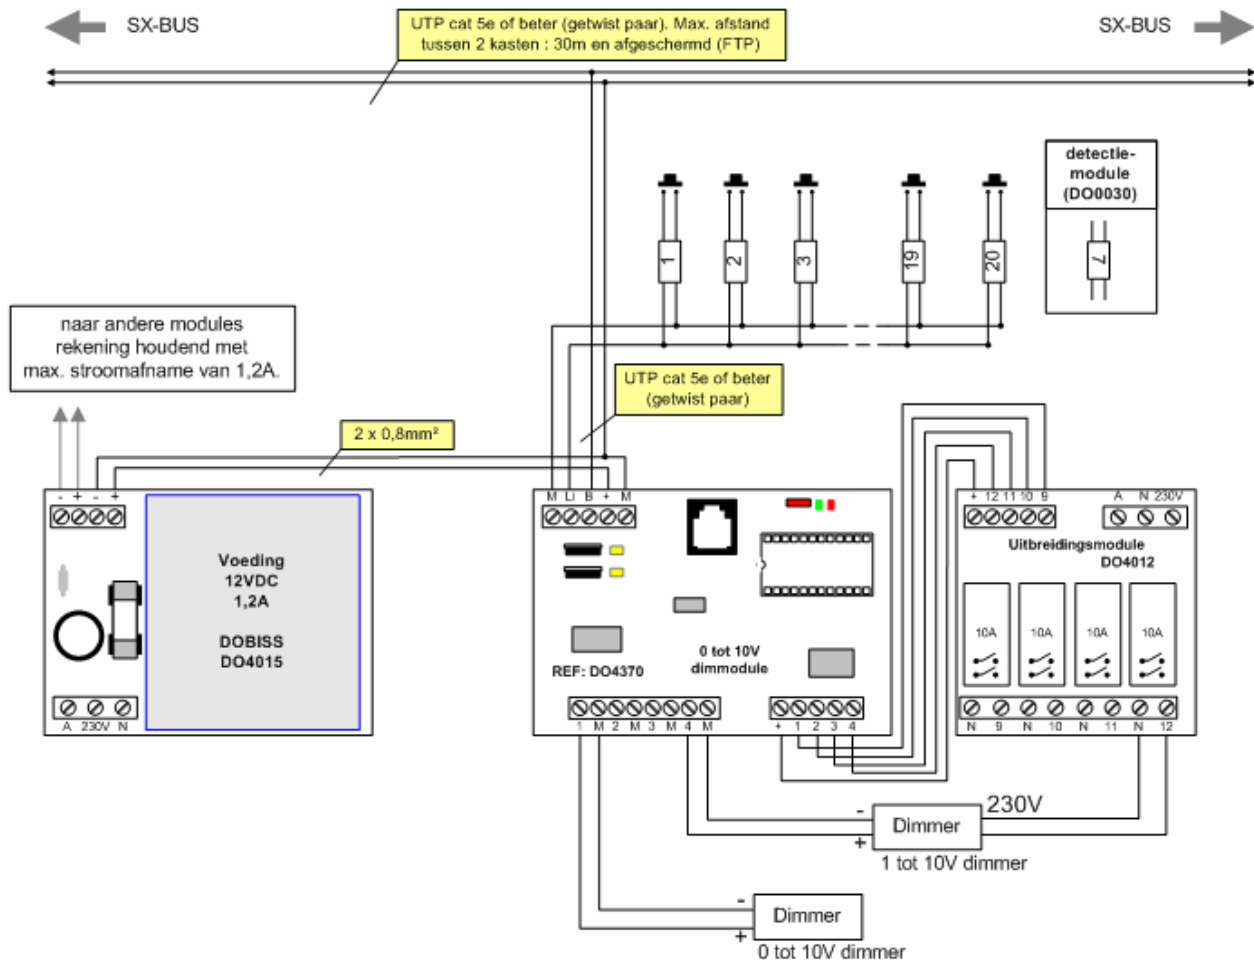 SX-BUS
UTP cat 5e of beter (getwist paar). Max. afstand
tussen 2 kasten : 30m en afgeschermd (FTP)
SX-BUS
detectie-
module
(DO0030)
7
1
2
3
19
20
naar andere modules
rekening houdend met
max. stroomafname van 1,2A.
UTP cat 5e of beter
(getwist paar)
2 x 0,8mm²
- + - +
Voeding
12VDC
1,2A
DOBISS
DO4015
A 230V N
M Li B + M
REF: DO4370
0 tot 10V
dimmodule
1 M 2 M 3 M 4 M
+ 1 2 3 4
+ 12 11 10 9
A N 230V
Uitbreidingsmodule
DO4012
10A
10A
10A
10A
N 9 N 10 N 11 N 12
230V
-
Dimmer
+
1 tot 10V dimmer
-
Dimmer
+
0 tot 10V dimmer